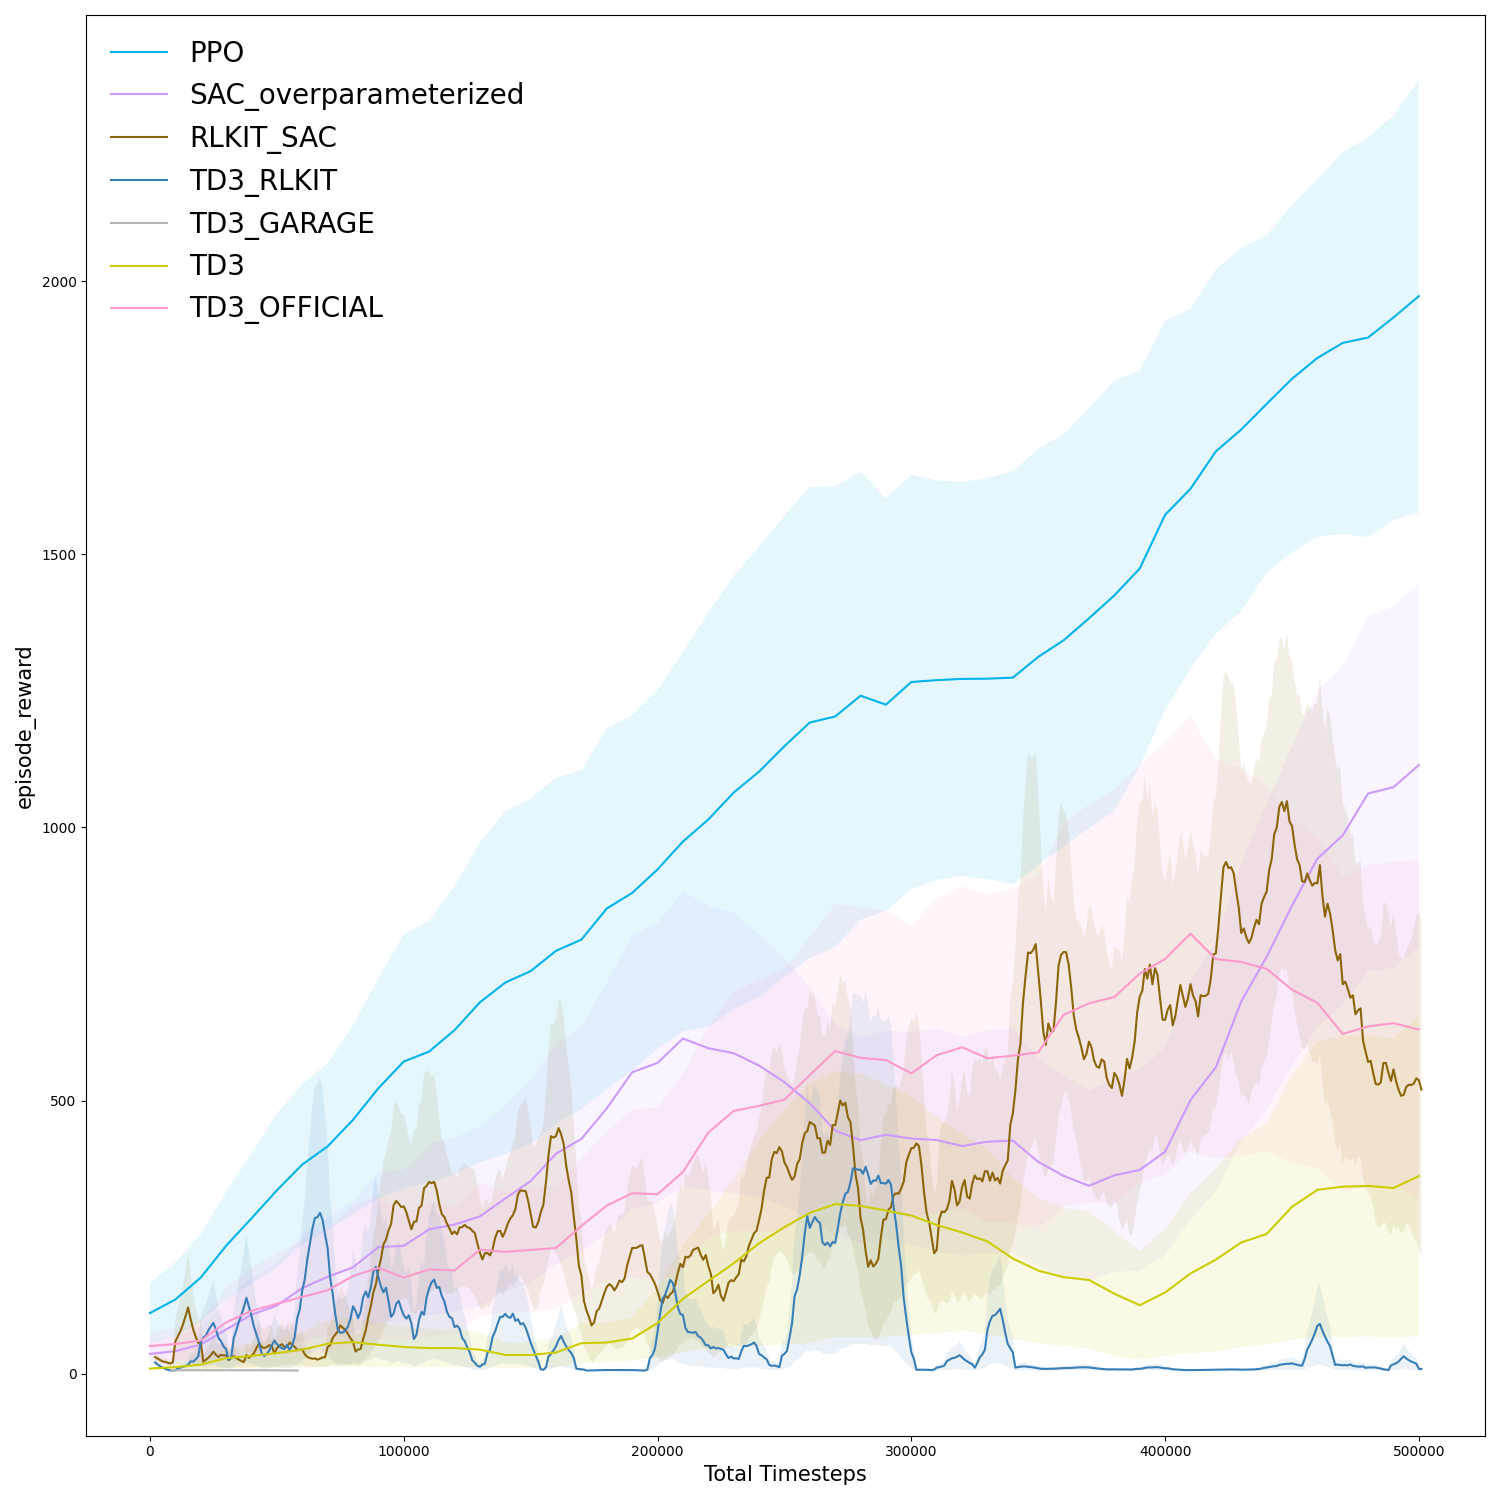 PPO
SAC_overparameterized
RLKIT_SAC
TD3_RLKIT
TD3_GARAGE
TD3
TD3_OFFICIAL
2000
1500
1000
500
0
episode_reward
0 100000 200000 300000 400000 500000
Total Timesteps